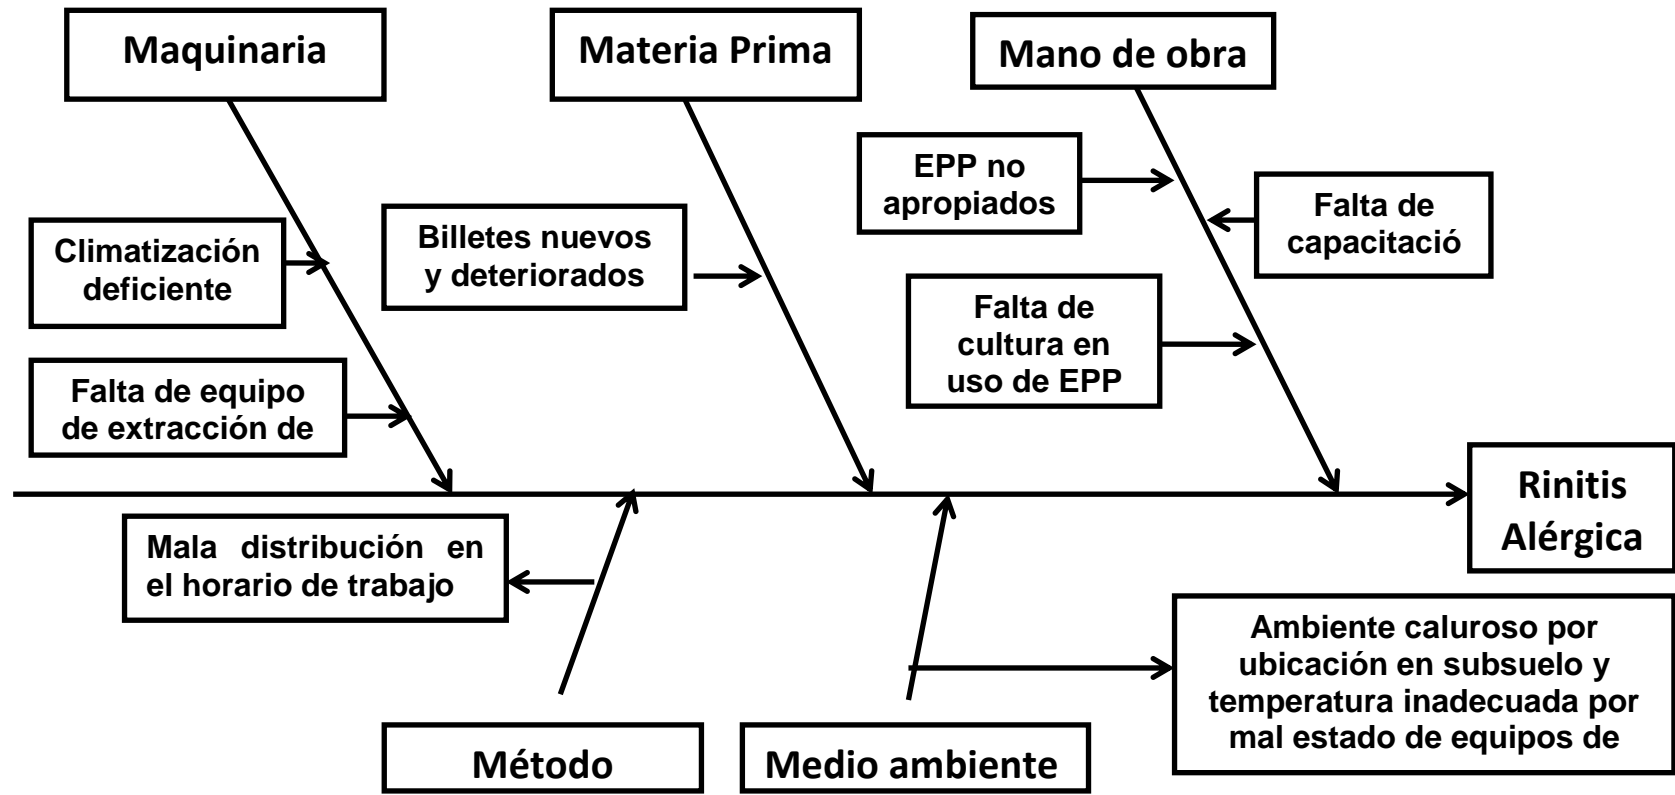 Maquinaria
Materia Prima
Mano de obra
EPP no
apropiados
Falta de
capacitació
Climatización
deficiente
Billetes nuevos
y deteriorados
Falta de
cultura en
uso de EPP
Falta de equipo
de extracción de
Rinitis
Alérgica
Mala distribución en
el horario de trabajo
Ambiente caluroso por
ubicación en subsuelo y
temperatura inadecuada por
mal estado de equipos de
Método
Medio ambiente